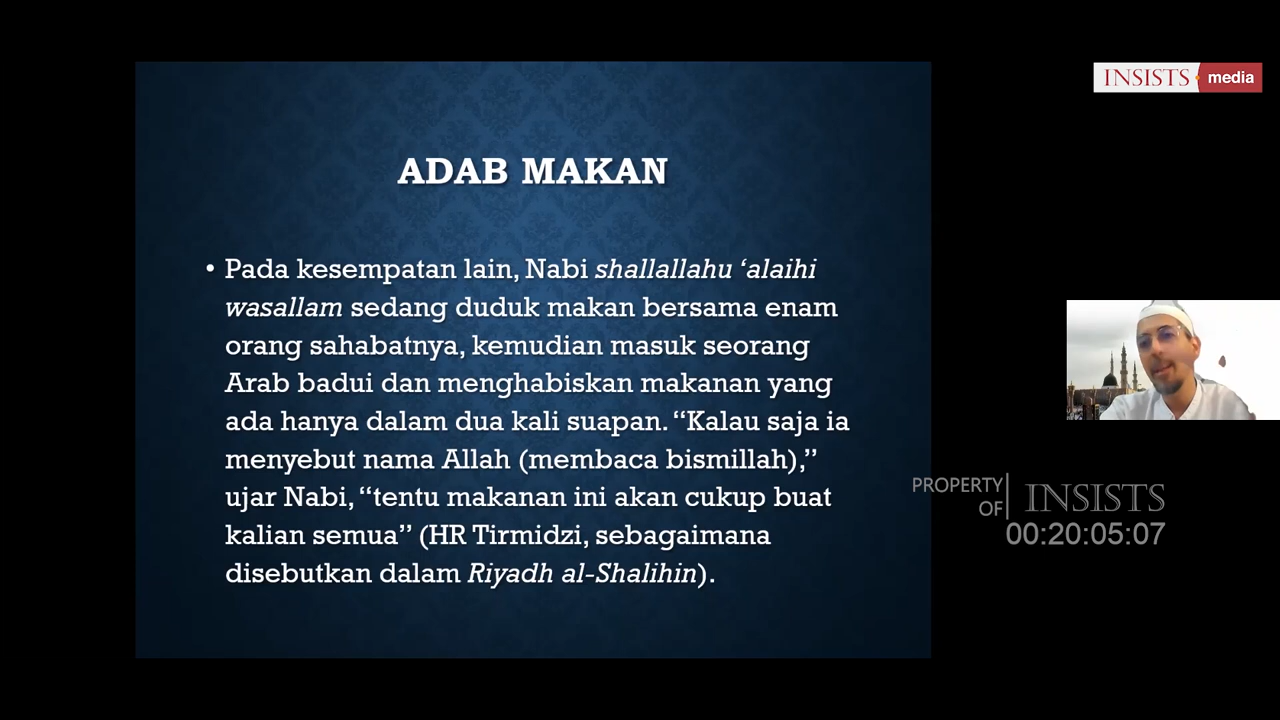 INSISTS media
ADAB MAKAN
• Pada kesempatan lain, Nabi shallallahu ‘alaihi
wasallam sedang duduk makan bersama enam
orang sahabatnya, kemudian masuk seorang
Arab badui dan menghabiskan makanan yang
ada hanya dalam dua kali suapan. “Kalau saja ia
menyebut nama Allah (membaca bismillah),”
ujar Nabi, “tentu makanan ini akan cukup buat
kalian semua” (HR Tirmidzi, sebagaimana
disebutkan dalam Riyadh al-Shalihin).
PROPERTY
OF
INSISTS
00:20:05:07